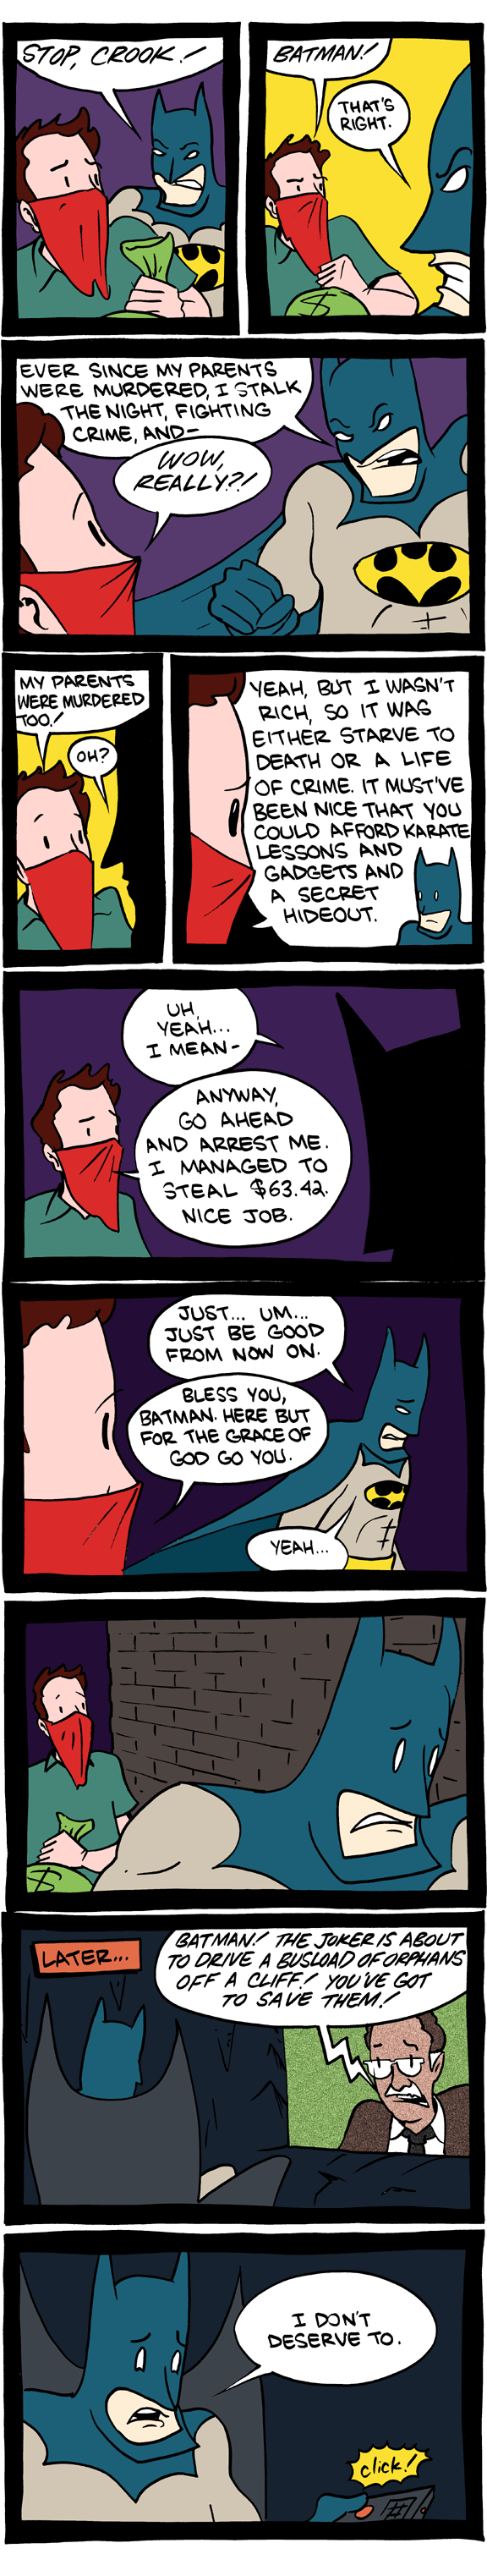 STOP, CROOK!
BATMAN!
THAT'S
RIGHT.
$
EVER SINCE MY PARENTS
WERE MURDERED, I STALK
THE NIGHT, FIGHTING
CRIME, AND-
WOW,
REALLY?!
MY PARENTS
WERE MURDERED
TOO!
OH?
YEAH, BUT I WASN'T
RICH, SO IT WAS
EITHER STARVE TO
DEATH OR A LIFE
OF CRIME. IT MUST'VE
BEEN NICE THAT YOU
COULD AFFORD KARATE
LESSONS AND
GADGETS AND
A SECRET
HIDEOUT.
UH,
YEAH...
I MEAN-
ANYWAY,
GO AHEAD
AND ARREST ME.
I MANAGED TO
STEAL $63.42.
NICE JOB.
JUST... UM...
JUST BE GOOD
FROM NOW ON.
BLESS YOU,
BATMAN. HERE BUT
FOR THE GRACE OF
GOD GO YOU.
YEAH...
$
LATER...
BATMAN! THE JOKER IS ABOUT
TO DRIVE A BUSLOAD OF ORPHANS
OFF A CLIFF! YOU'VE GOT
TO SAVE THEM!
I DON'T
DESERVE TO.
click!